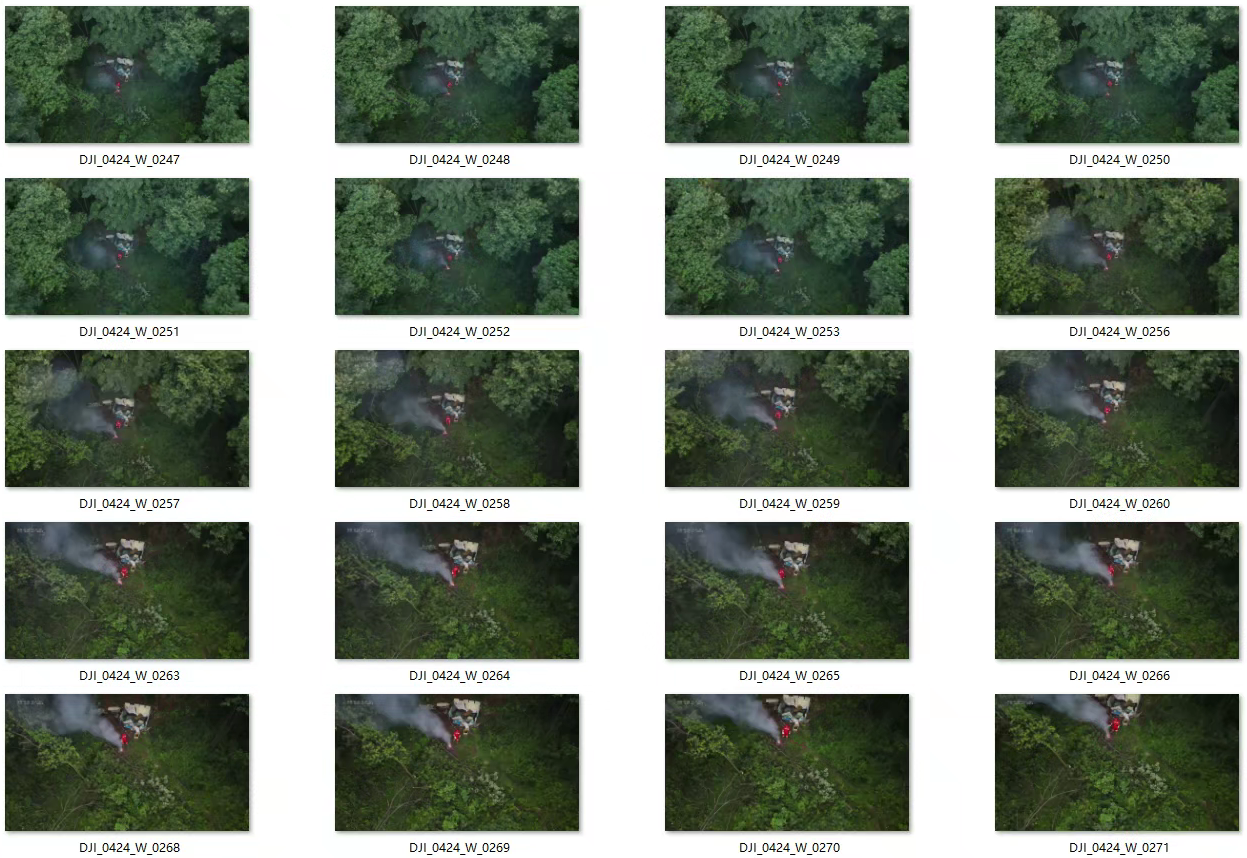 DJI_0424_W_0247
DJI_0424_W_0248
DJI_0424_W_0249
DJI_0424_W_0250
DJI_0424_W_0251
DJI_0424_W_0252
DJI_0424_W_0253
DJI_0424_W_0256
DJI_0424_W_0257
DJI_0424_W_0258
DJI_0424_W_0259
DJI_0424_W_0260
DJI_0424_W_0263
DJI_0424_W_0264
DJI_0424_W_0265
DJI_0424_W_0266
DJI_0424_W_0268
DJI_0424_W_0269
DJI_0424_W_0270
DJI_0424_W_0271